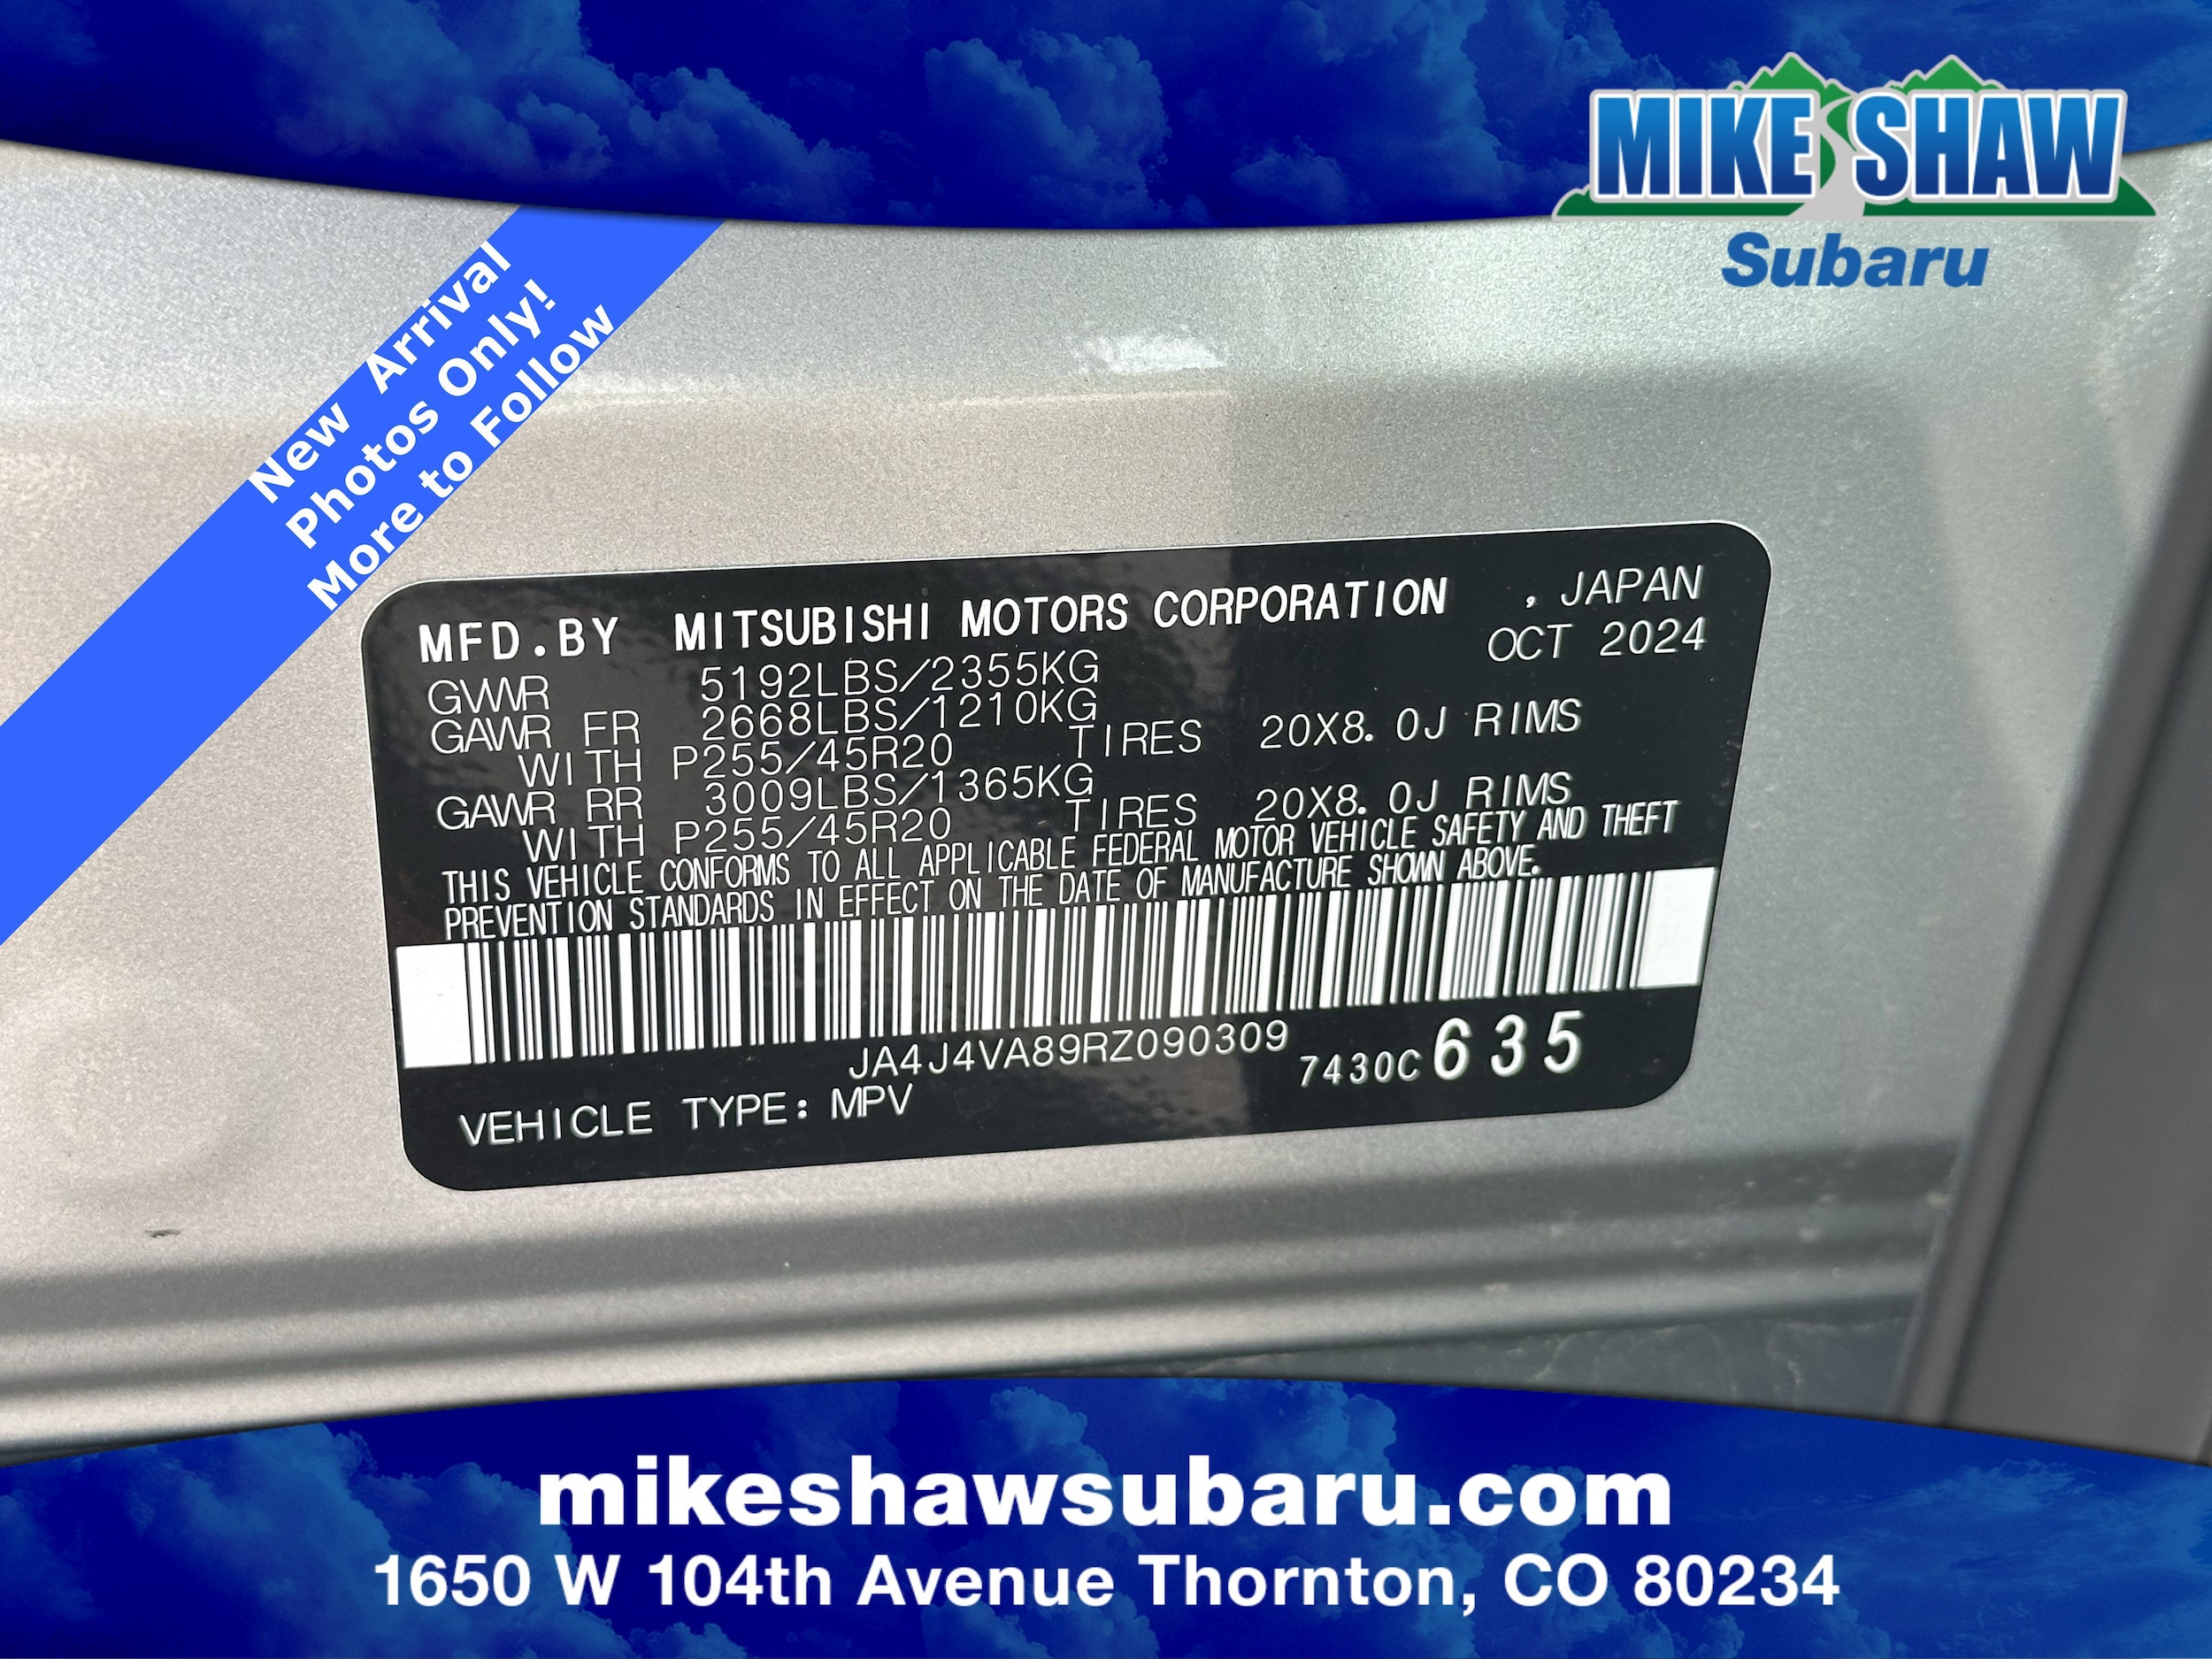 MIKE SHAW
Subaru
New Arrival
Photos Only!
More to Follow
MFD.BY MITSUBISHI MOTORS CORPORATION , JAPAN
OCT 2024
GVWR 5192LBS/2355KG
GAWR FR 2668LBS/1210KG
WITH P255/45R20 TIRES 20X8.0J RIMS
GAWR RR 3009LBS/1365KG
WITH P255/45R20 TIRES 20X8.0J RIMS
THIS VEHICLE CONFORMS TO ALL APPLICABLE FEDERAL MOTOR VEHICLE SAFETY AND THEFT
PREVENTION STANDARDS IN EFFECT ON THE DATE OF MANUFACTURE SHOWN ABOVE.
JA4J4VA89RZ090309 7430C 635
VEHICLE TYPE: MPV
mikeshawsubaru.com
1650 W 104th Avenue Thornton, CO 80234